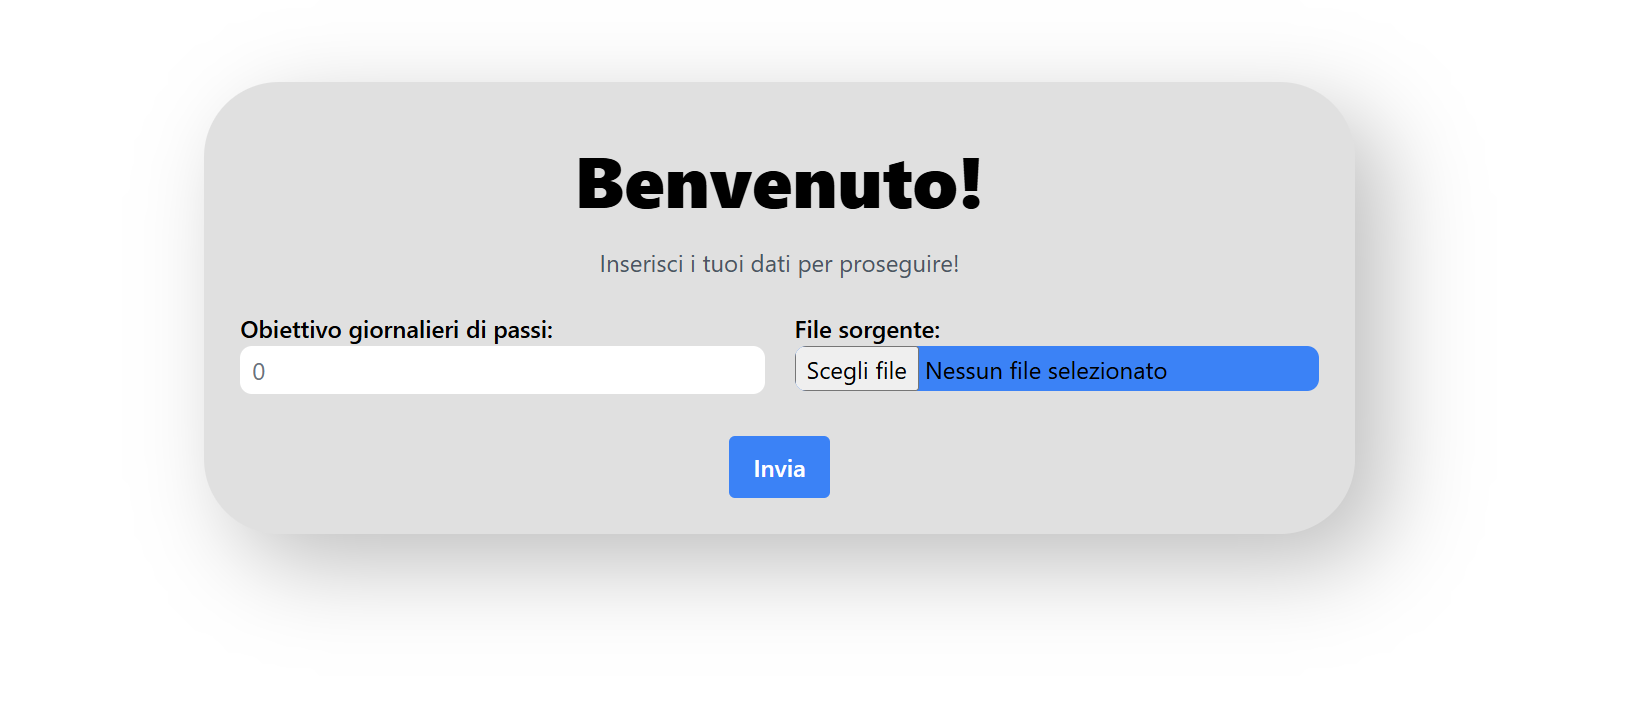 Benvenuto!
Inserisci i tuoi dati per proseguire!
Obiettivo giornalieri di passi:
File sorgente:
0
Scegli file Nessun file selezionato
Invia